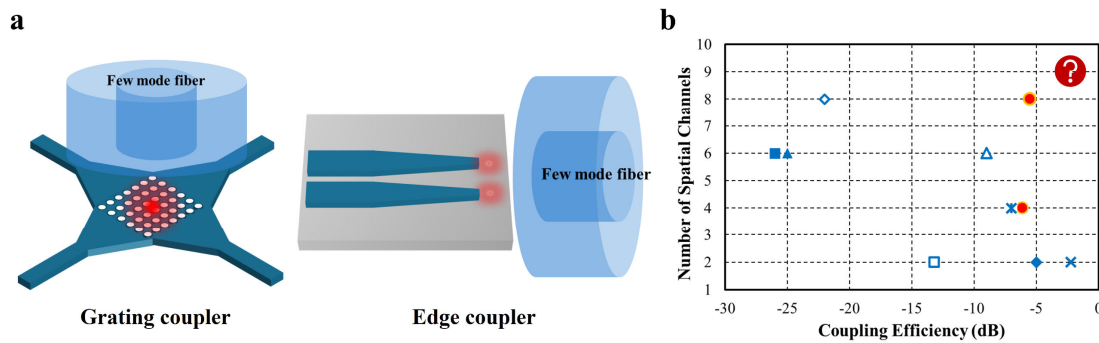 a
Few mode fiber
Grating coupler
Few mode fiber
Edge coupler
b
Number of Spatial Channels
10
9
8
7
6
5
4
3
2
1
?
-30
-25
-20
-15
-10
-5
0
Coupling Efficiency (dB)